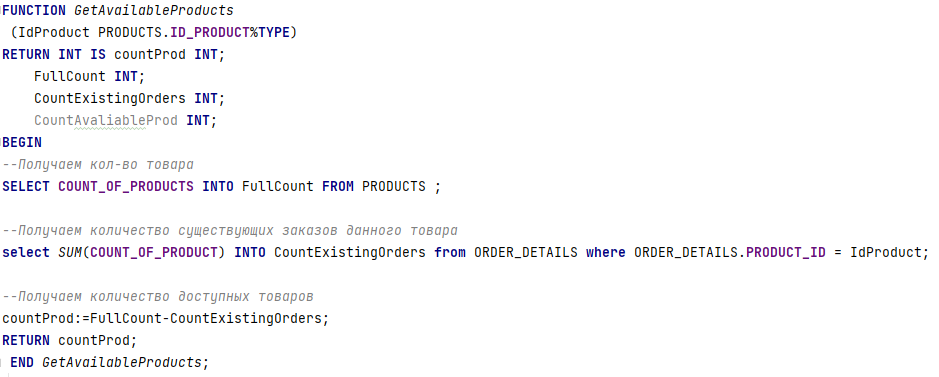 FUNCTION GetAvailableProducts
(IdProduct PRODUCTS.ID_PRODUCT%TYPE)
RETURN INT IS countProd INT;
FullCount INT;
CountExistingOrders INT;
CountAvaliableProd INT;
BEGIN
--Получаем кол-во товара
SELECT COUNT_OF_PRODUCTS INTO FullCount FROM PRODUCTS ;
--Получаем количество существующих заказов данного товара
select SUM(COUNT_OF_PRODUCT) INTO CountExistingOrders from ORDER_DETAILS where ORDER_DETAILS.PRODUCT_ID = IdProduct;
--Получаем количество доступных товаров
countProd:=FullCount-CountExistingOrders;
RETURN countProd;
END GetAvailableProducts;